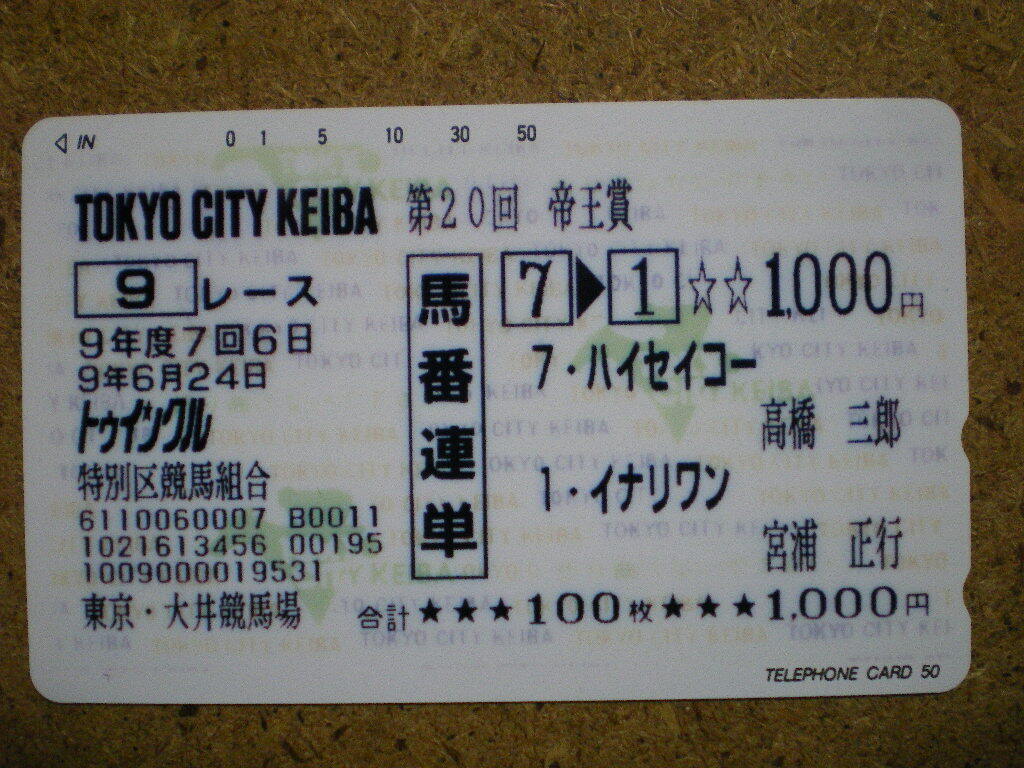 ◁ IN 0 1 5 10 30 50
TOKYO CITY KEIBA 第20回 帝王賞
9レース
9年度7回6日
9年6月24日
トゥインクル
特別区競馬組合
6110060007 B0011
1021613456 00195
1009000019531
東京・大井競馬場
馬番連単
7▶1☆☆1,000円
7・ハイセイコー
高橋 三郎
1・イナリワン
宮浦 正行
合計★★★100枚★★★1,000円
TELEPHONE CARD 50